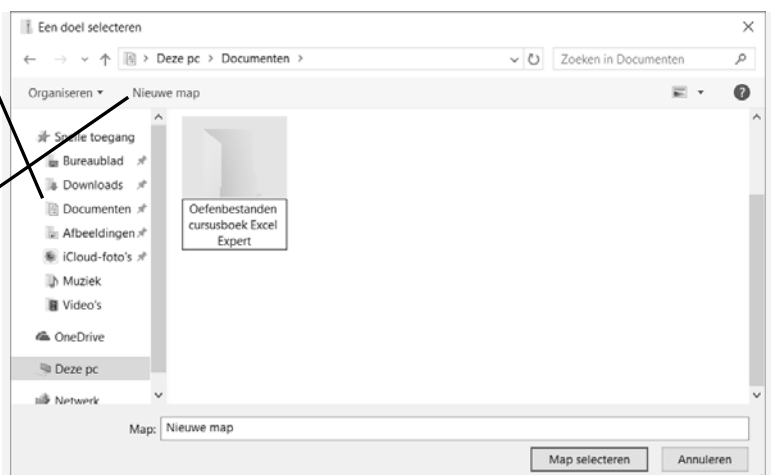 Een doel selecteren
Deze pc > Documenten >
Zoeken in Documenten
Organiseren
Nieuwe map
Snelle toegang
Bureaublad
Downloads
Documenten
Afbeeldingen
iCloud-foto's
Muziek
Video's
OneDrive
Deze pc
Netwerk
Oefenbestanden
cursusboek Excel
Expert
Map: Nieuwe map
Map selecteren
Annuleren